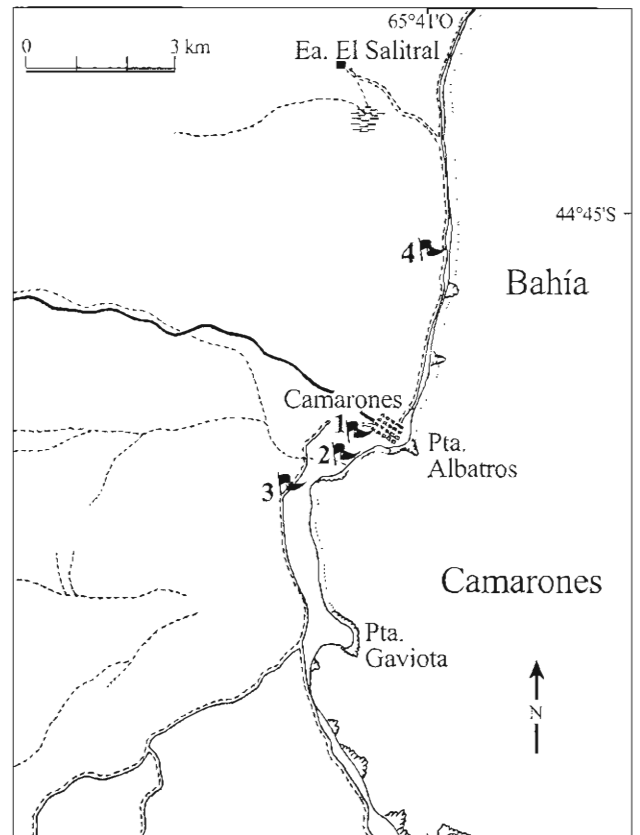 65°41'O
0 3 km
Ea. El Salitral
44°45'S
4
Bahía
Camarones
1
2
Pta.
Albatros
3
Camarones
Pta.
Gaviota
N